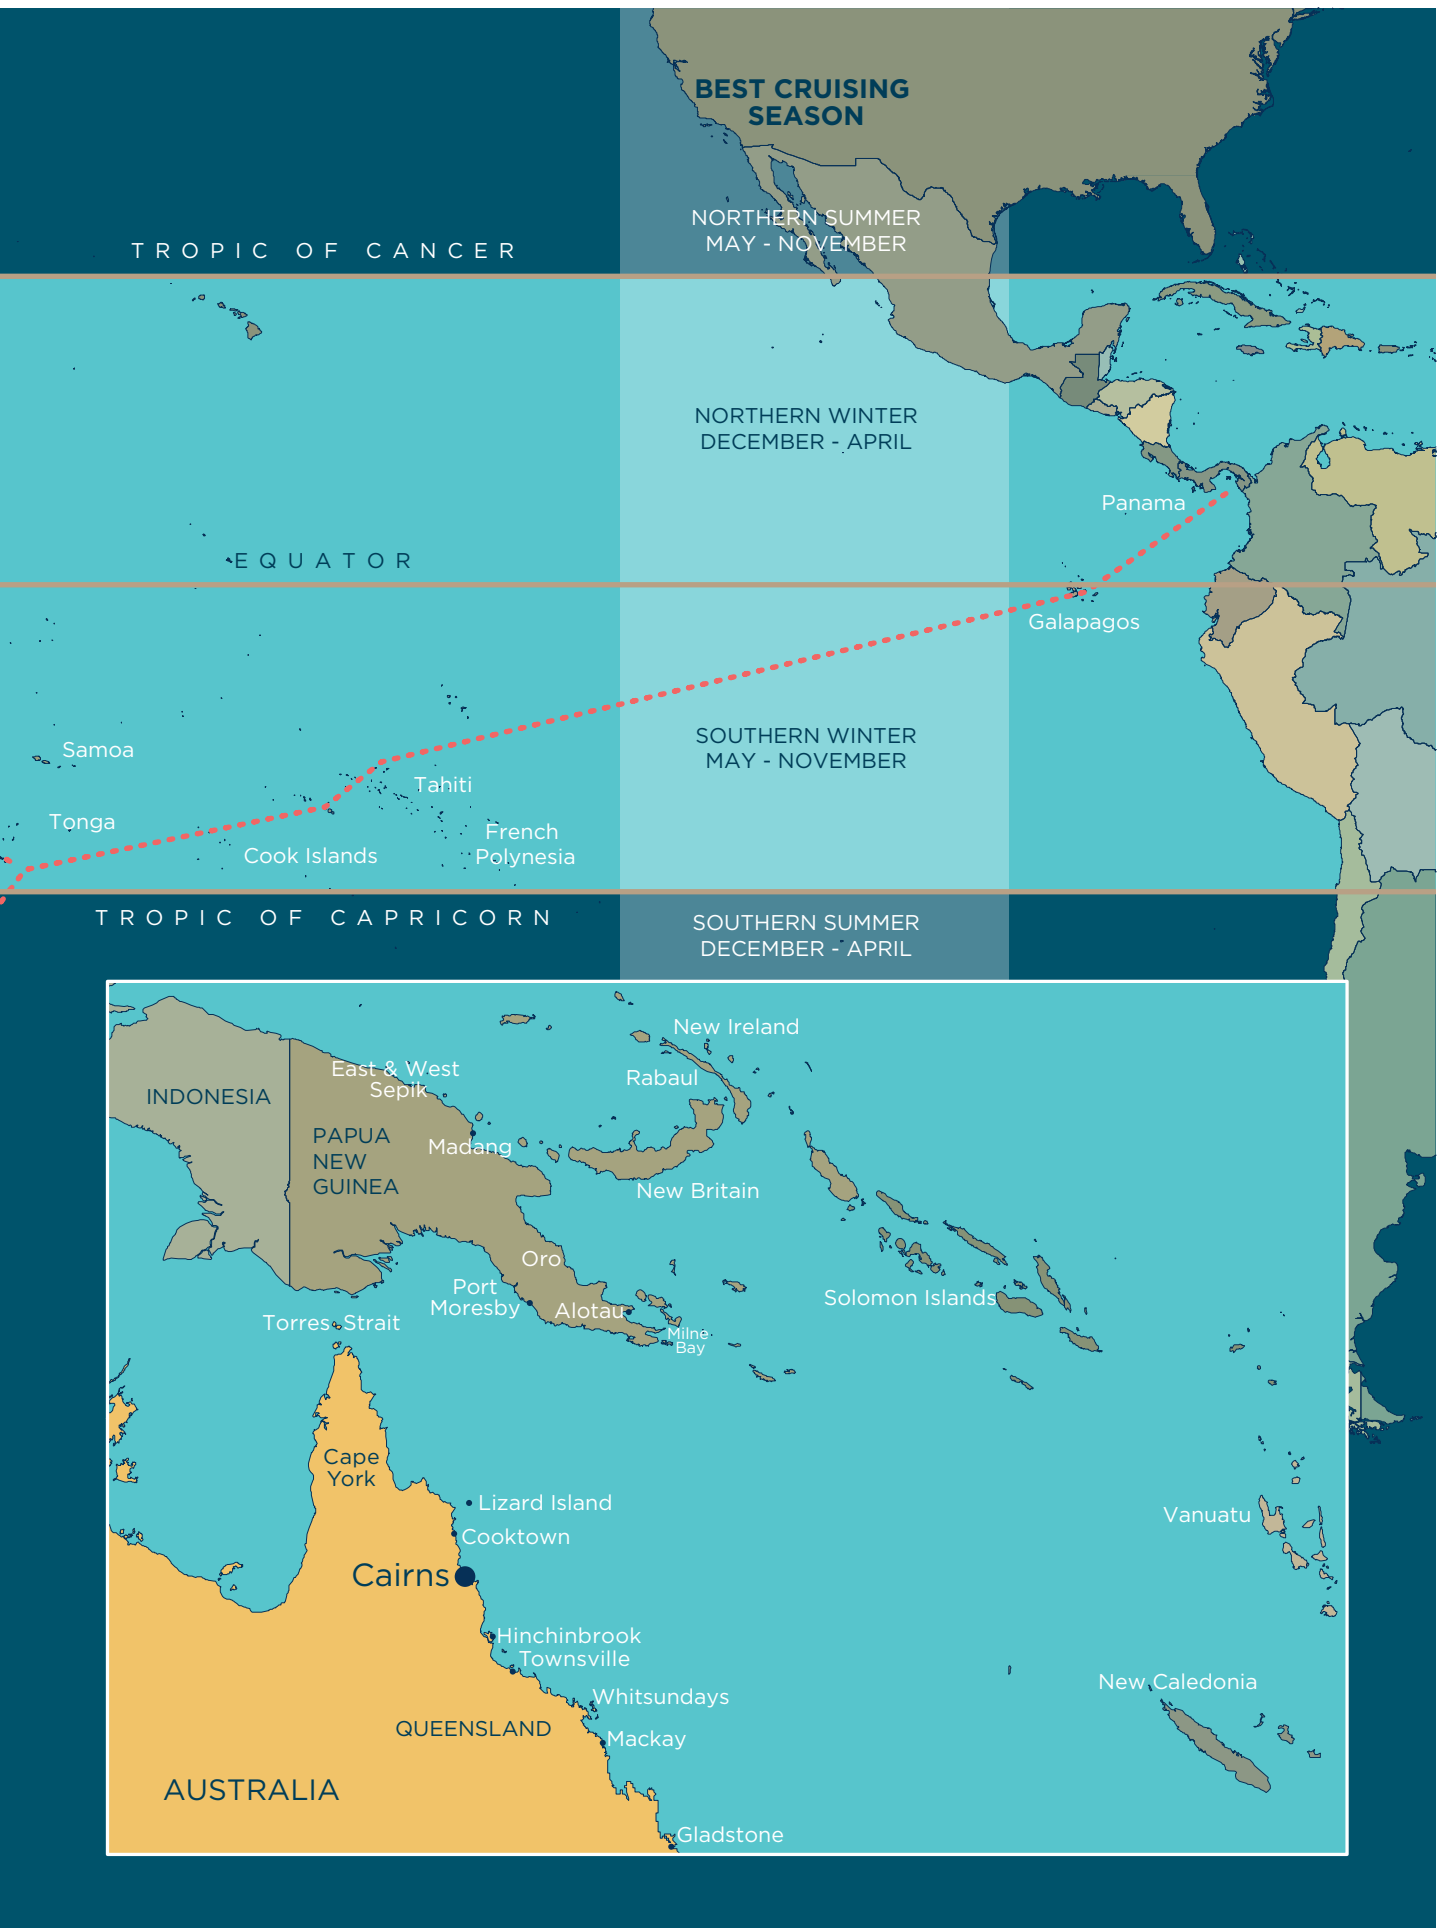 BEST CRUISING
SEASON
NORTHERN SUMMER
MAY - NOVEMBER
TROPIC OF CANCER
NORTHERN WINTER
DECEMBER - APRIL
Panama
EQUATOR
Galapagos
SOUTHERN WINTER
MAY - NOVEMBER
Samoa
Tahiti
Tonga
French
Polynesia
Cook Islands
TROPIC OF CAPRICORN
SOUTHERN SUMMER
DECEMBER - APRIL
New Ireland
East & West
Sepik
Rabaul
INDONESIA
PAPUA
NEW
GUINEA
Madang
New Britain
Oro
Port
Moresby
Alotau
Solomon Islands
Torres Strait
Milne
Bay
Cape
York
Lizard Island
Vanuatu
Cooktown
Cairns
Hinchinbrook
Townsville
New Caledonia
Whitsundays
QUEENSLAND
Mackay
AUSTRALIA
Gladstone